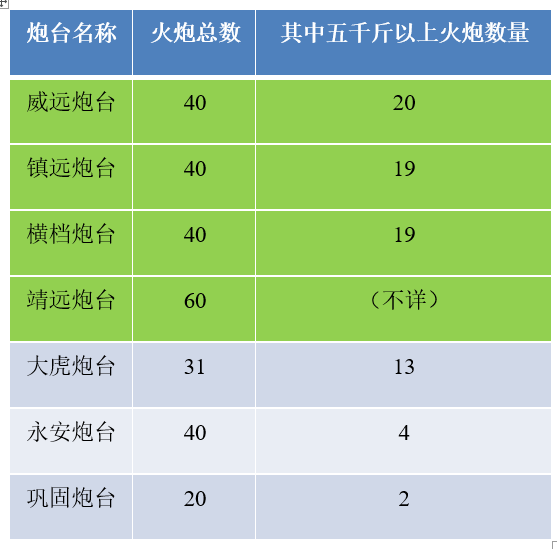 炮台名称 火炮总数 其中五千斤以上火炮数量
威远炮台 40 20
镇远炮台 40 19
横档炮台 40 19
靖远炮台 60 （不详）
大虎炮台 31 13
永安炮台 40 4
巩固炮台 20 2